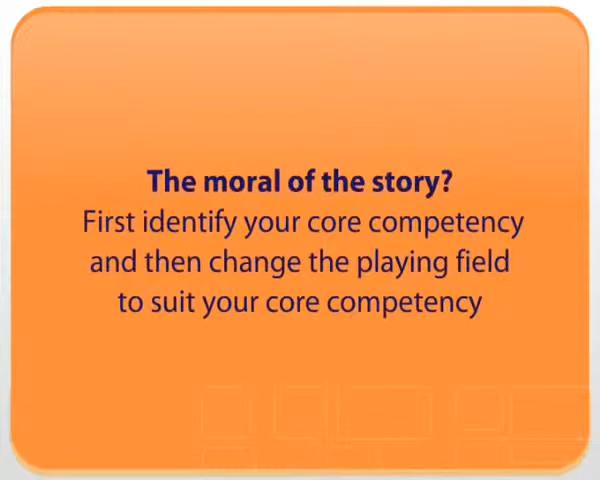 The moral of the story?
First identify your core competency
and then change the playing field
to suit your core competency